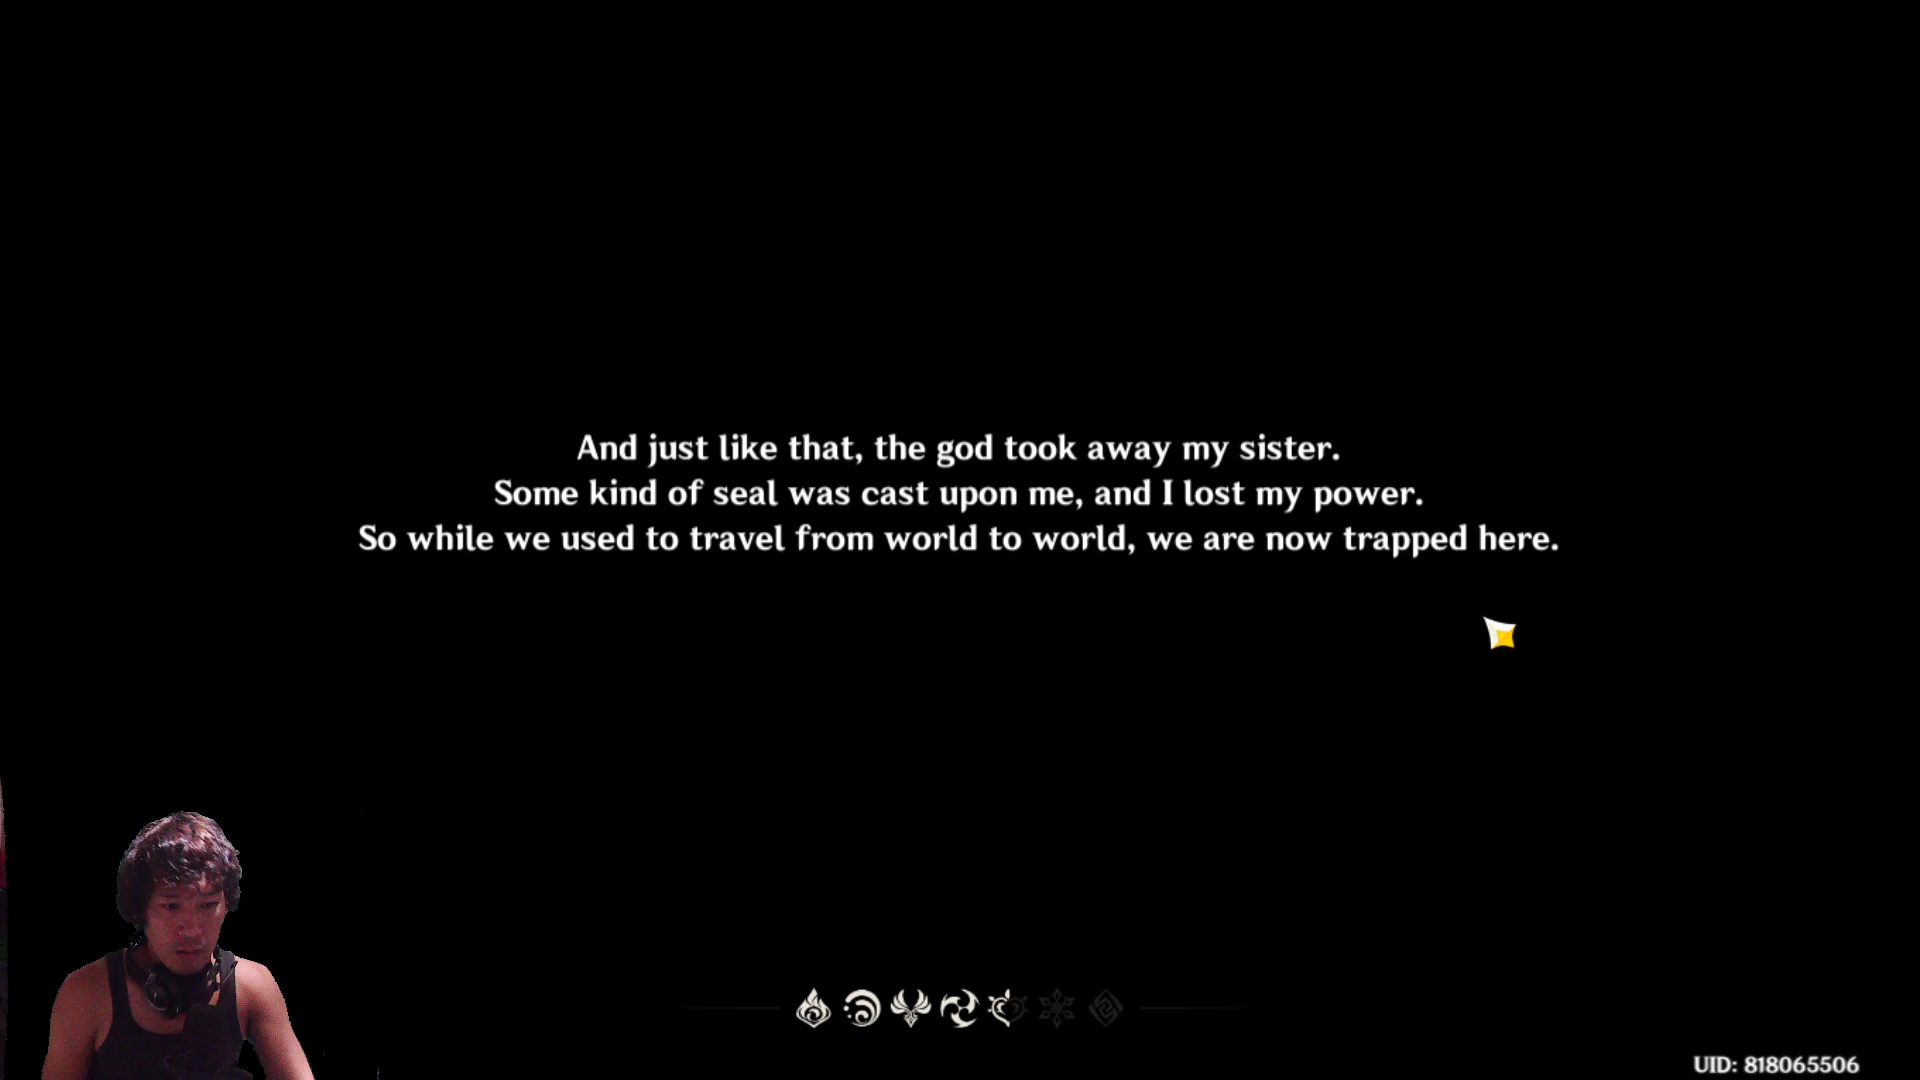 And just like that, the god took away my sister.
Some kind of seal was cast upon me, and I lost my power.
So while we used to travel from world to world, we are now trapped here.
UID: 818065506